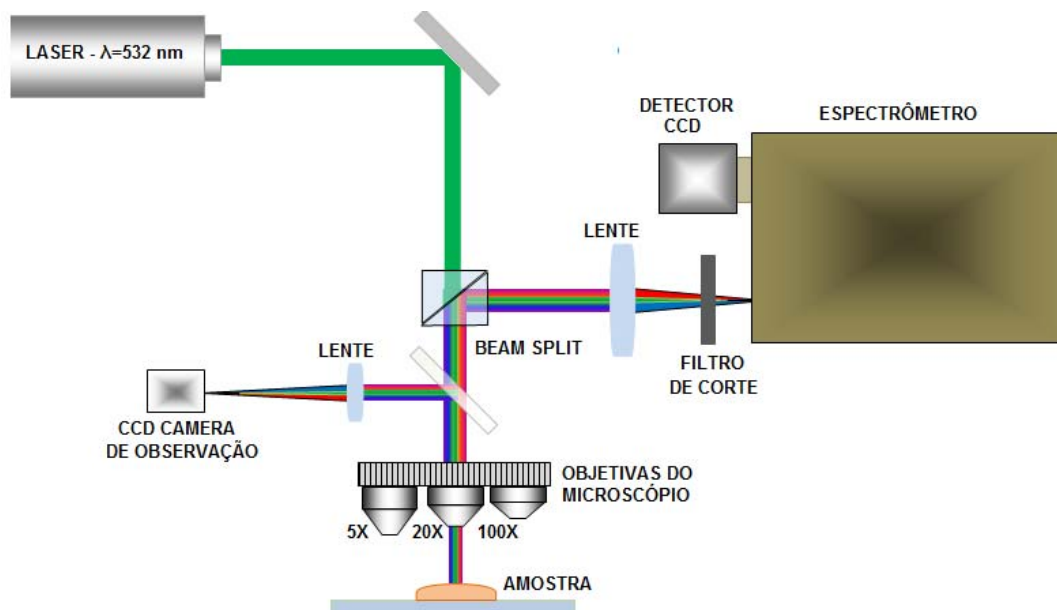 LASER - λ=532 nm
DETECTOR
CCD
ESPECTRÔMETRO
LENTE
BEAM SPLIT
FILTRO
DE CORTE
LENTE
CCD CAMERA
DE OBSERVAÇÃO
OBJETIVAS DO
MICROSCÓPIO
5X
20X
100X
AMOSTRA